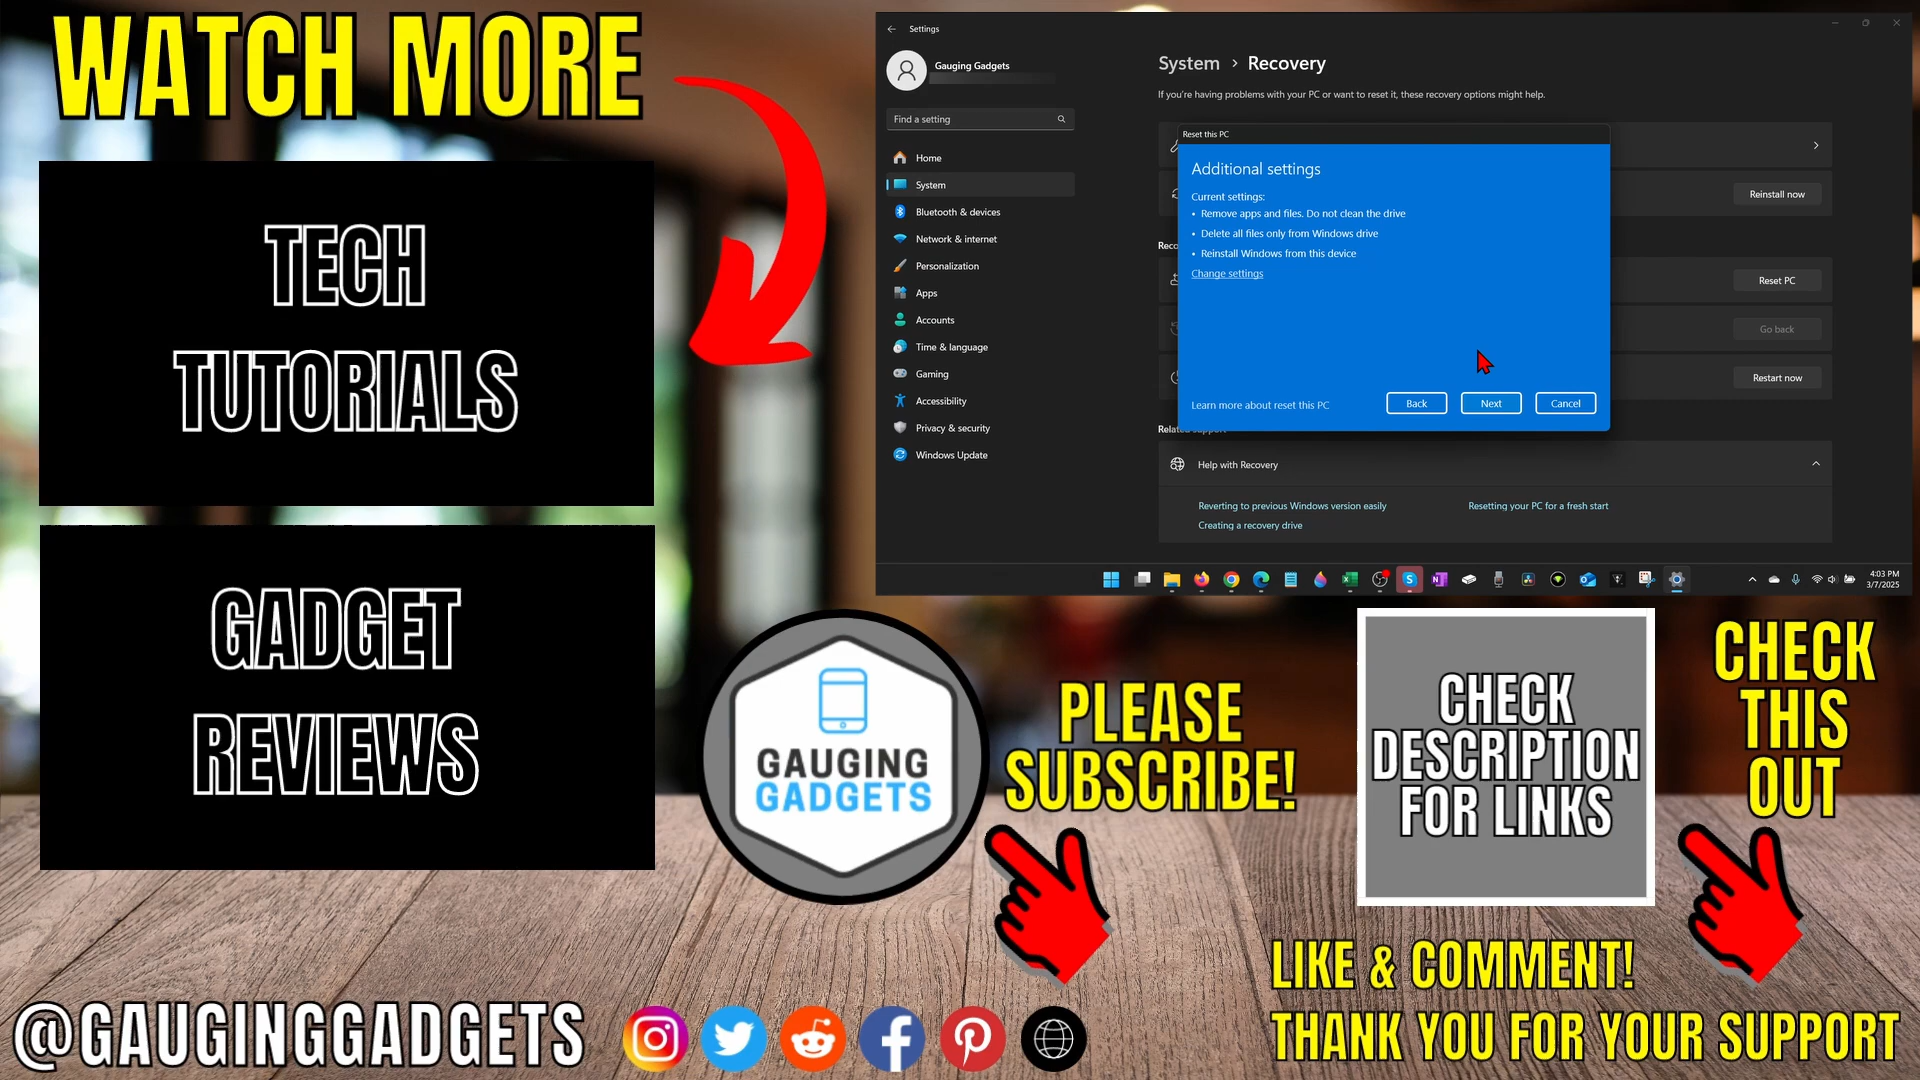 WATCH MORE
TECH
TUTORIALS
GADGET
REVIEWS
@GAUGINGGADGETS
GAUGING
GADGETS
PLEASE
SUBSCRIBE!
CHECK
DESCRIPTION
FOR LINKS
CHECK
THIS
OUT
LIKE & COMMENT!
THANK YOU FOR YOUR SUPPORT
Settings
Gauging Gadgets
Find a setting
Home
System
Bluetooth & devices
Network & internet
Personalization
Apps
Accounts
Time & language
Gaming
Accessibility
Privacy & security
Windows Update
System > Recovery
If you're having problems with your PC or want to reset it, these recovery options might help.
Reset this PC
Additional settings
Current settings:
• Remove apps and files. Do not clean the drive
• Delete all files only from Windows drive
• Reinstall Windows from this device
Change settings
Learn more about reset this PC
Back
Next
Cancel
Reinstall now
Reset PC
Go back
Restart now
Help with Recovery
Reverting to previous Windows version easily
Resetting your PC for a fresh start
Creating a recovery drive
4:03 PM
3/7/2025